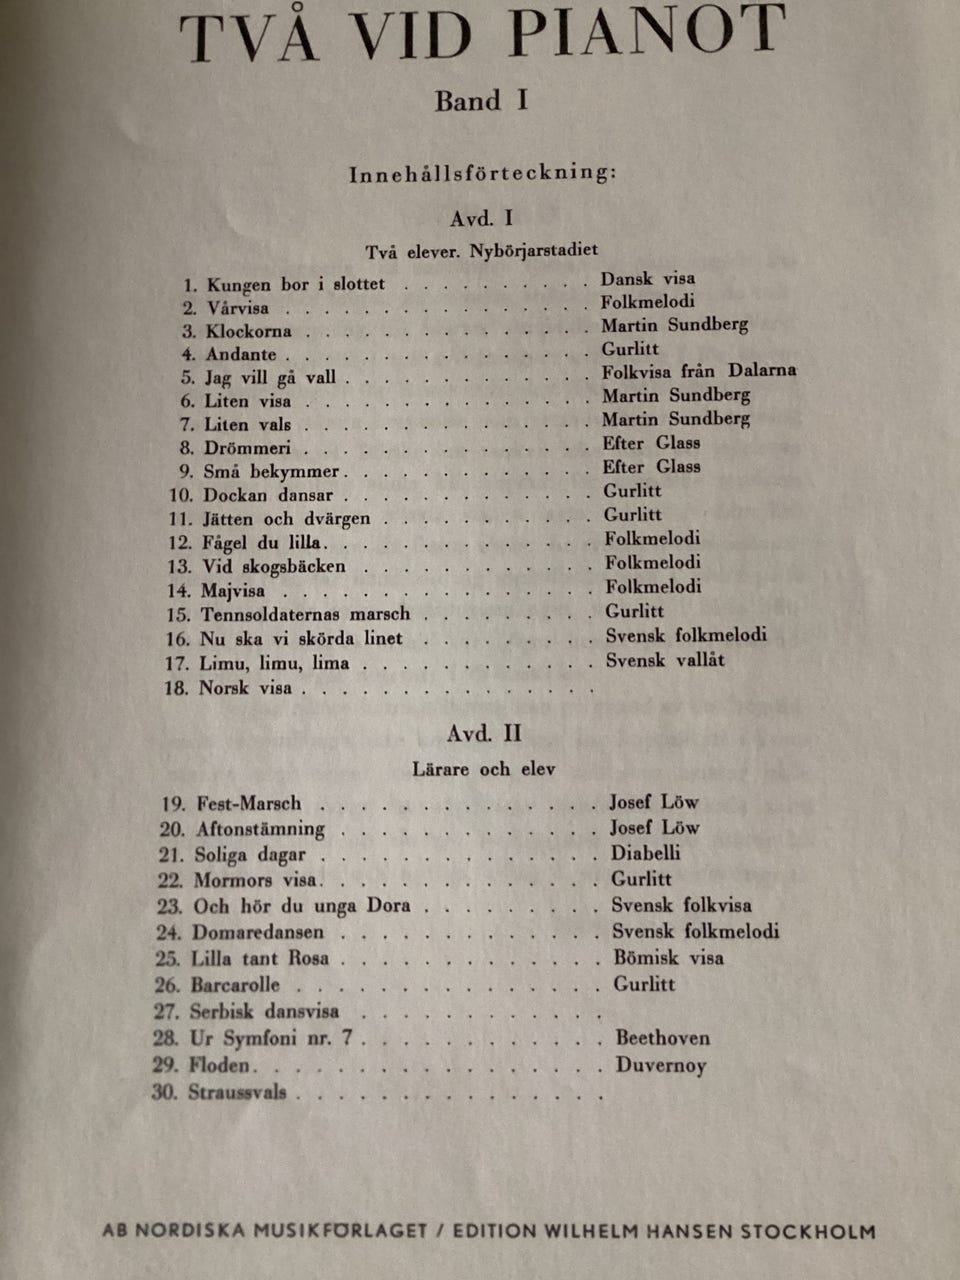 TVÅ VID PIANOT
Band I
Innehållsförteckning:
Avd. I
Två elever. Nybörjarstadiet
1. Kungen bor i slottet . . . . . . . . . . Dansk visa
2. Vårvisa . . . . . . . . . . . . . . . . Folkmelodi
3. Klockorna . . . . . . . . . . . . . . . Martin Sundberg
4. Andante . . . . . . . . . . . . . . . . Gurlitt
5. Jag vill gå vall . . . . . . . . . . . . . Folkvisa från Dalarna
6. Liten visa . . . . . . . . . . . . . . . Martin Sundberg
7. Liten vals . . . . . . . . . . . . . . . Martin Sundberg
8. Drömmeri . . . . . . . . . . . . . . . Efter Glass
9. Små bekymmer . . . . . . . . . . . . . Efter Glass
10. Dockan dansar . . . . . . . . . . . . . Gurlitt
11. Jätten och dvärgen . . . . . . . . . . . Gurlitt
12. Fågel du lilla . . . . . . . . . . . . . . Folkmelodi
13. Vid skogsbäcken . . . . . . . . . . . . Folkmelodi
14. Majvisa . . . . . . . . . . . . . . . . Folkmelodi
15. Tennsoldaternas marsch . . . . . . . . . Gurlitt
16. Nu ska vi skörda linet . . . . . . . . . Svensk folkmelodi
17. Limu, limu, lima . . . . . . . . . . . . Svensk vallåt
18. Norsk visa . . . . . . . . . . . . . . .
Avd. II
Lärare och elev
19. Fest-Marsch . . . . . . . . . . . . . . Josef Löw
20. Aftonstämning . . . . . . . . . . . . . Josef Löw
21. Soliga dagar . . . . . . . . . . . . . . Diabelli
22. Mormors visa . . . . . . . . . . . . . . Gurlitt
23. Och hör du unga Dora . . . . . . . . . Svensk folkvisa
24. Domaredansen . . . . . . . . . . . . . Svensk folkmelodi
25. Lilla tant Rosa . . . . . . . . . . . . . Bömisk visa
26. Barcarolle . . . . . . . . . . . . . . . Gurlitt
27. Serbisk dansvisa . . . . . . . . . . . .
28. Ur Symfoni nr. 7 . . . . . . . . . . . . Beethoven
29. Floden . . . . . . . . . . . . . . . . . Duvernoy
30. Straussvals . . . . . . . . . . . . . . .
AB NORDISKA MUSIKFÖRLAGET / EDITION WILHELM HANSEN STOCKHOLM